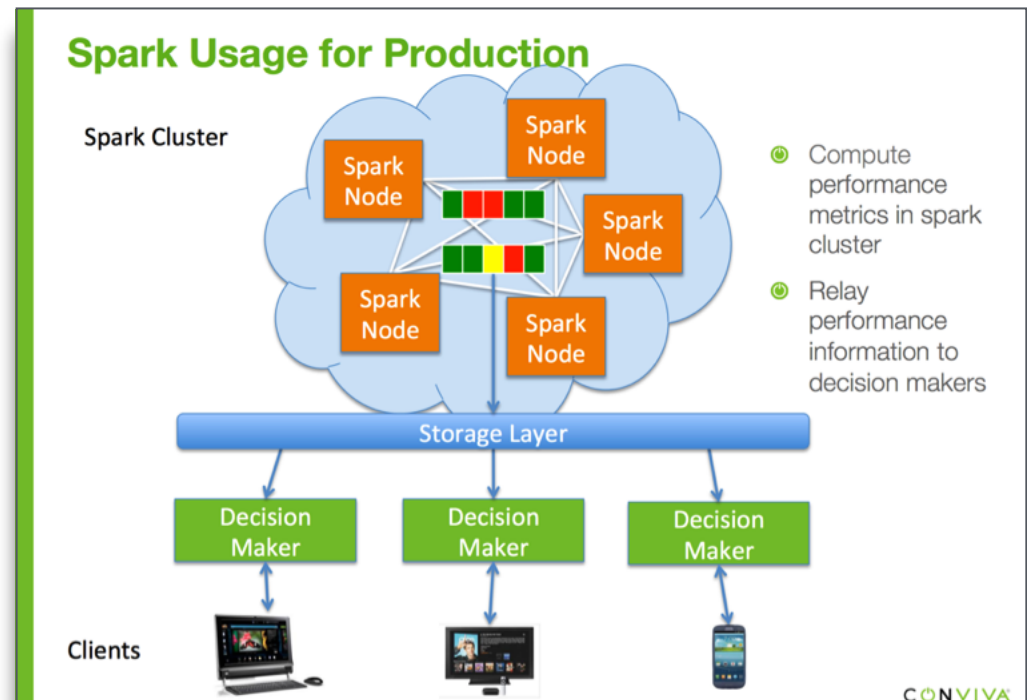 Spark Usage for Production
Spark Cluster
Spark
Node
Spark
Node
Spark
Node
Spark
Node
Spark
Node
Compute
performance
metrics in spark
cluster
Relay
performance
information to
decision makers
Storage Layer
Decision
Maker
Decision
Maker
Decision
Maker
Clients
CONVIVA